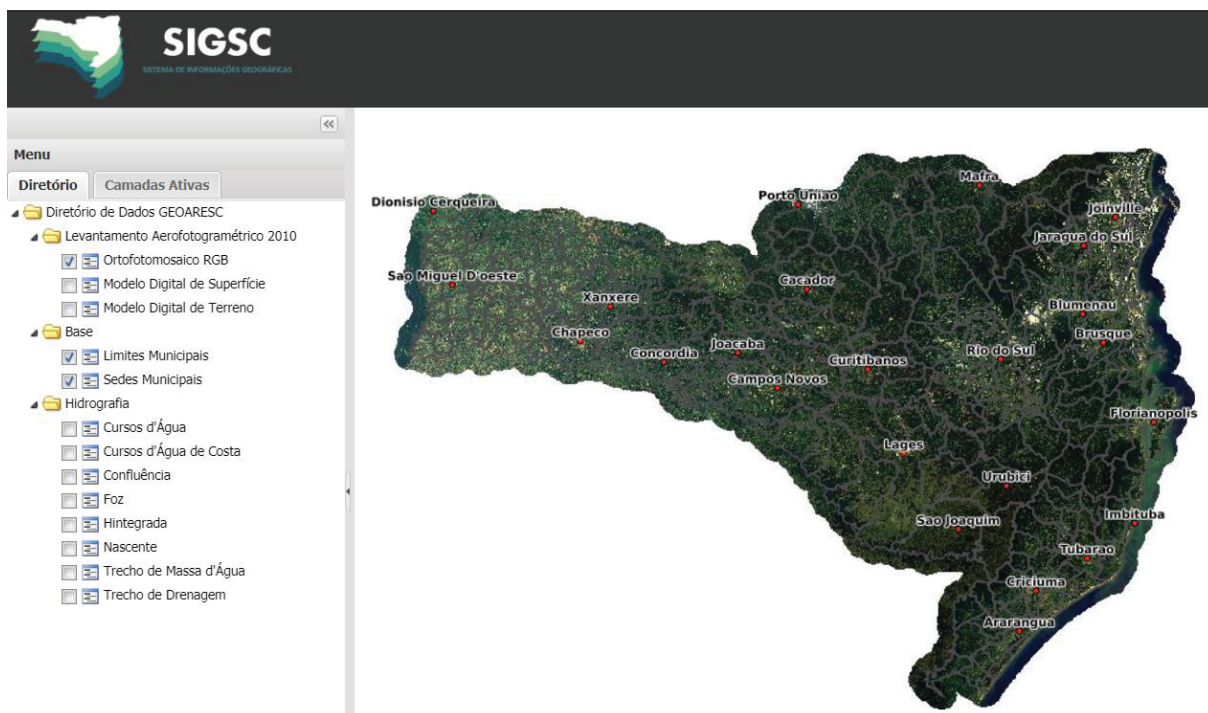 SIGSC
SISTEMA DE INFORMAÇÕES GEOGRÁFICAS
Menu
Diretório
Camadas Ativas
Diretório de Dados GEOARESC
Levantamento Aerofotogramétrico 2010
Ortofotomosaico RGB
Modelo Digital de Superfície
Modelo Digital de Terreno
Base
Limites Municipais
Sedes Municipais
Hidrografia
Cursos d'Água
Cursos d'Água de Costa
Confluência
Foz
Hintegrada
Nascente
Trecho de Massa d'Água
Trecho de Drenagem
Mafra
Porto Uniao
Dionisio Cerqueira
Joinville
Jaragua do Sul
Sao Miguel D'oeste
Cacador
Xanxere
Blumenau
Chapeco
Brusque
Joacaba
Concordia
Rio do Sul
Curitibanos
Campos Novos
Florianopolis
Lages
Urubici
Imbituba
Sao Joaquim
Tubarao
Criciuma
Ararangua